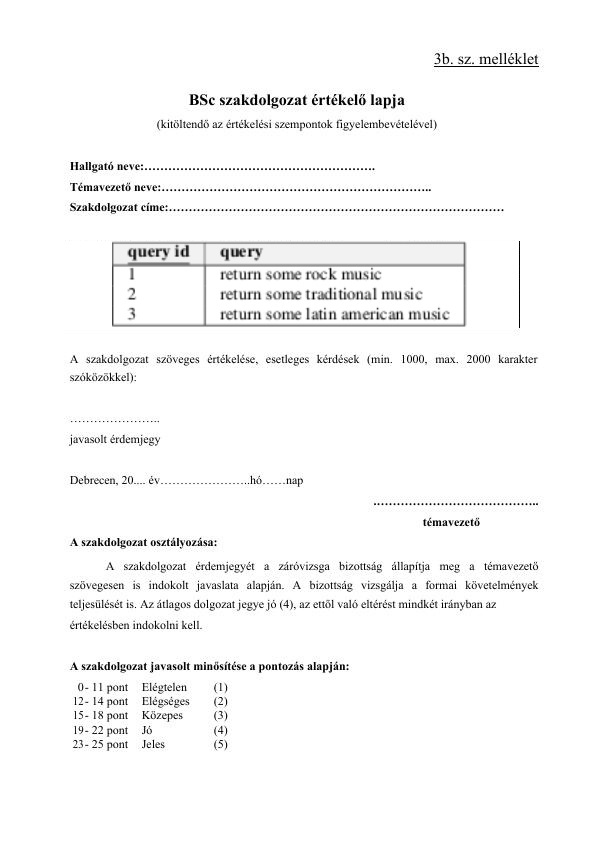 3b. sz. melléklet
BSc szakdolgozat értékelő lapja
(kitöltendő az értékelési szempontok figyelembevételével)
Hallgató neve:………………………………………………….
Témavezető neve:…………………………………………………………..
Szakdolgozat címe:…………………………………………………………………………
query id query
1 return some rock music
2 return some traditional music
3 return some latin american music
A szakdolgozat szöveges értékelése, esetleges kérdések (min. 1000, max. 2000 karakter
szóközökkel):
…………………..
javasolt érdemjegy
Debrecen, 20.... év…………………..hó……nap
…………………………………..
témavezető
A szakdolgozat osztályozása:
A szakdolgozat érdemjegyét a záróvizsga bizottság állapítja meg a témavezető
szövegesen is indokolt javaslata alapján. A bizottság vizsgálja a formai követelmények
teljesülését is. Az átlagos dolgozat jegye jó (4), az ettől való eltérést mindkét irányban az
értékelésben indokolni kell.
A szakdolgozat javasolt minősítése a pontozás alapján:
0- 11 pont Elégtelen (1)
12- 14 pont Elégséges (2)
15- 18 pont Közepes (3)
19- 22 pont Jó (4)
23- 25 pont Jeles (5)